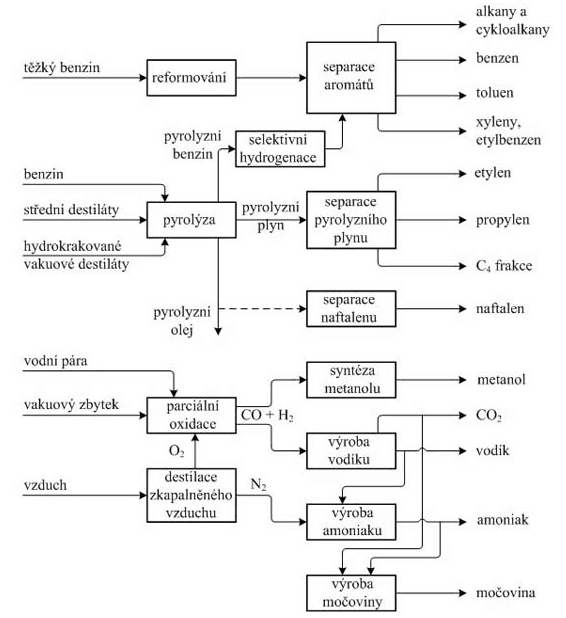 alkany a
cykloalkany
těžký benzin
reformování
separace
aromátů
benzen
toluen
xyleny,
etylbenzen
pyrolyzní
benzin
selektivní
hydrogenace
benzin
střední destiláty
hydrokrakované
vakuové destiláty
pyrolýza
pyrolyzní
plyn
separace
pyrolyzního
plynu
etylen
propylen
C₄ frakce
pyrolyzní
olej
separace
naftalenu
naftalen
vodní pára
vakuový zbytek
parciální
oxidace
CO + H₂
syntéza
metanolu
metanol
CO₂
výroba
vodíku
vodík
O₂
vzduch
destilace
zkapalněného
vzduchu
N₂
výroba
amoniaku
amoniak
výroba
močoviny
močovina